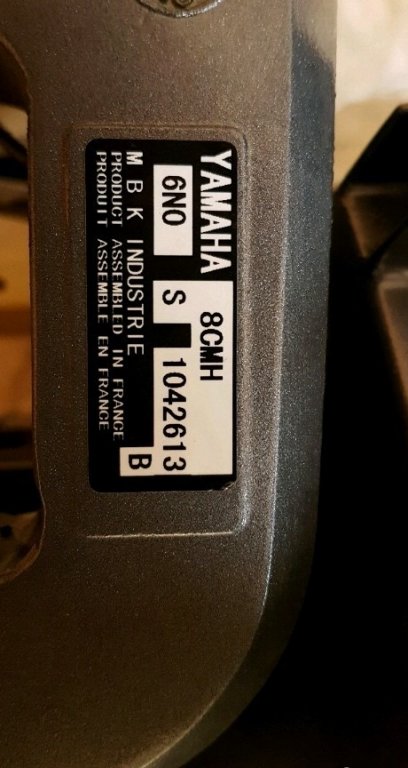 YAMAHA 8CMH
6N0 S 1042613
M B K INDUSTRIE B
PRODUCT ASSEMBLED IN FRANCE
PRODUIT ASSEMBLE EN FRANCE